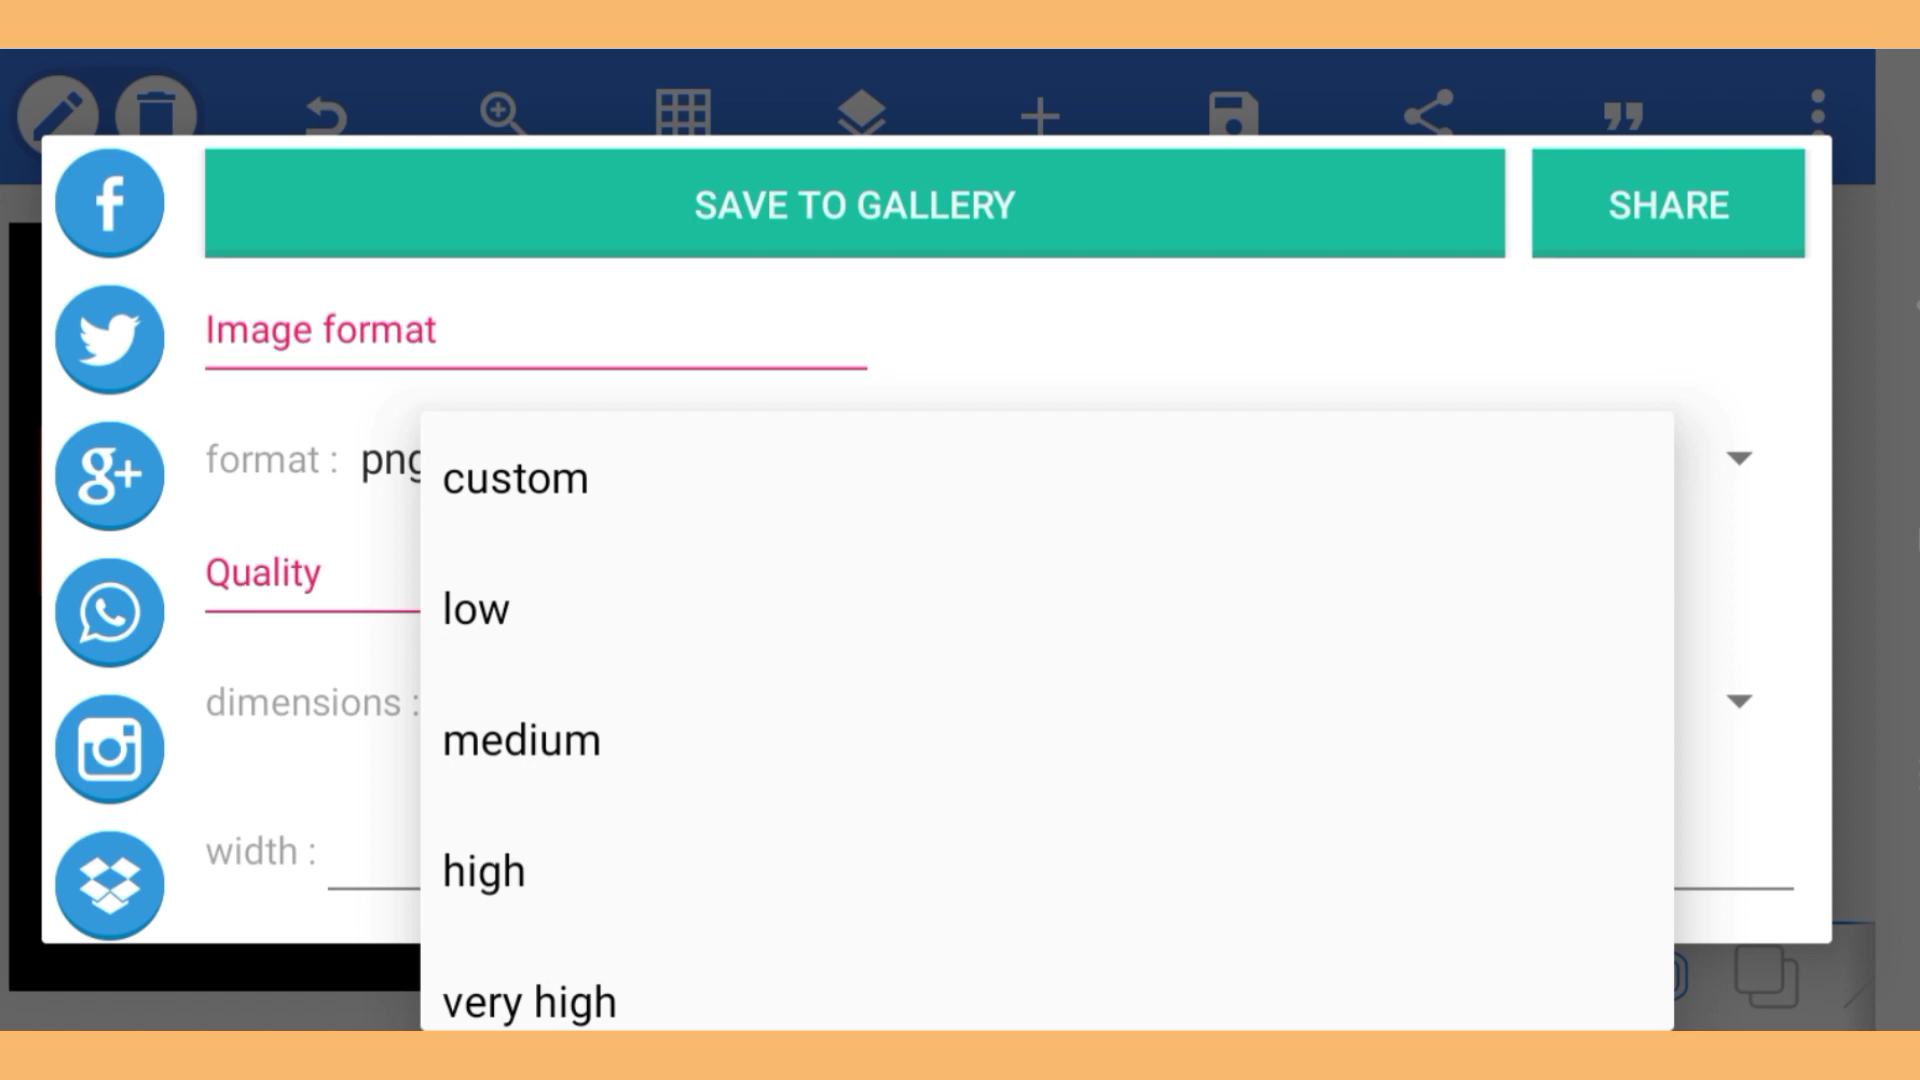 SAVE TO GALLERY
SHARE
Image format
format : png
custom
Quality
low
dimensions :
medium
width :
high
very high